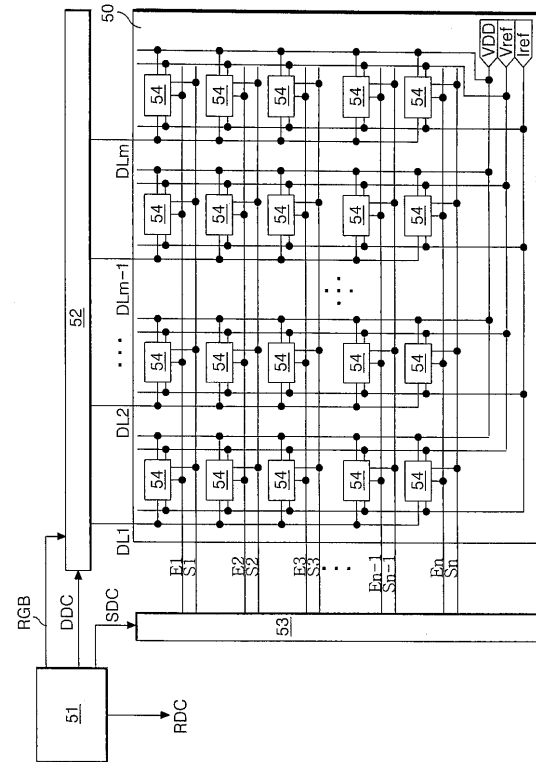 50
52
DL1 DL2 .... DLm-1 DLm
RGB
DDC
SDC
51
RDC
53
E1
S1
E2
S2
E3
S3
En-1
Sn-1
En
Sn
54 54 54 54
54 54 54 54
54 54 54 54
54 54 54 54
54 54 54 54
VDD
Vref
Iref